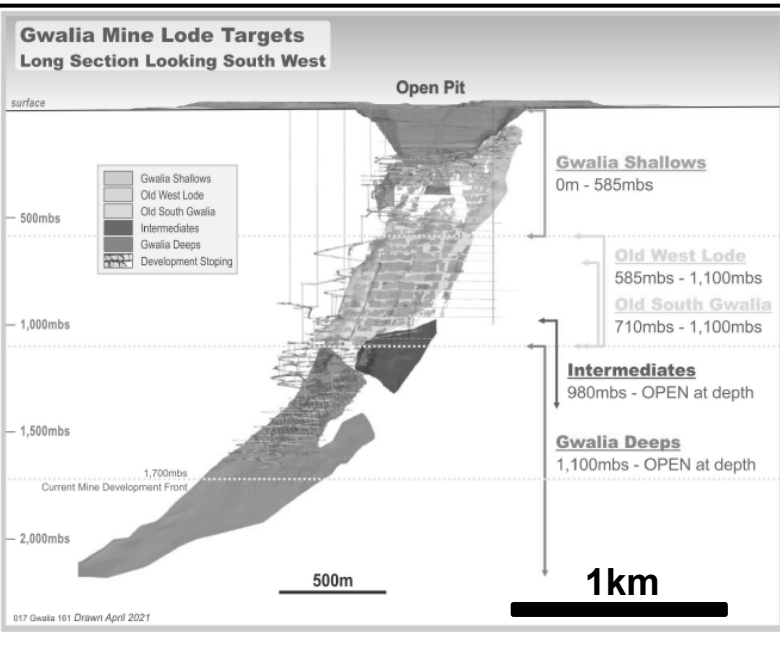 Gwalia Mine Lode Targets
Long Section Looking South West
Open Pit
surface
Gwalia Shallows
0m - 585mbs
Gwalia Shallows
Old West Lode
Old South Gwalia
Intermediates
Gwalia Deeps
Development Stoping
500mbs
Old West Lode
585mbs - 1,100mbs
Old South Gwalia
710mbs - 1,100mbs
1,000mbs
Intermediates
980mbs - OPEN at depth
1,500mbs
Gwalia Deeps
1,100mbs - OPEN at depth
1,700mbs
Current Mine Development Front
2,000mbs
500m
1km
017 Gwalia 161 Drawn April 2021